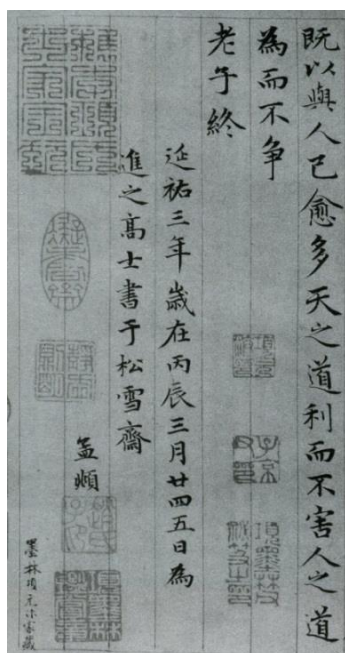 既以與人己愈多天之道利而不害人之道
為而不爭
老子終
延祐三年歲在丙辰三月廿四五日為
進之高士書于松雪齋
孟頫
墨林項元汴家藏